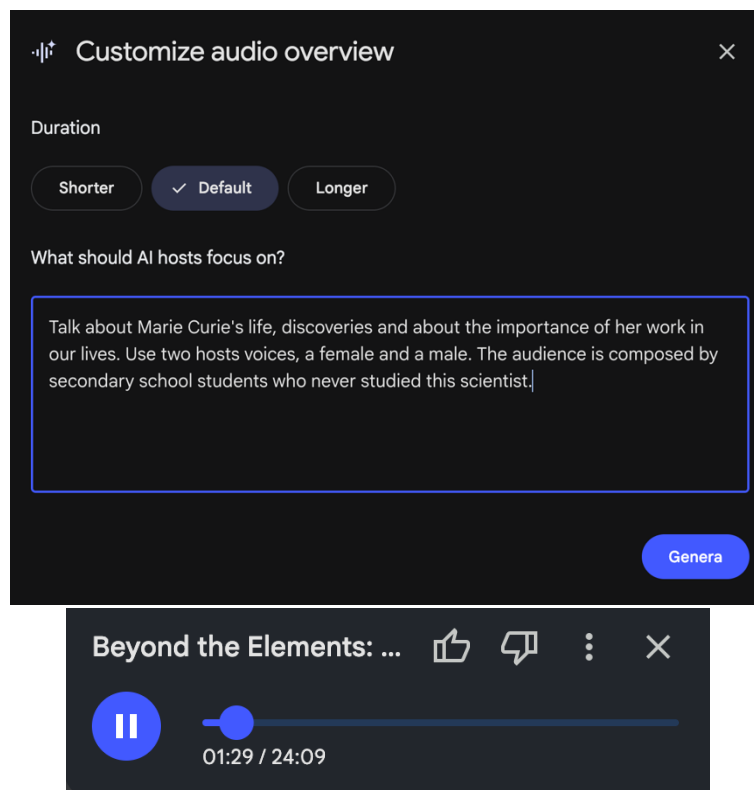 Customize audio overview
Duration
Shorter
Default
Longer
What should AI hosts focus on?
Talk about Marie Curie's life, discoveries and about the importance of her work in
our lives. Use two hosts voices, a female and a male. The audience is composed by
secondary school students who never studied this scientist.
Genera
Beyond the Elements: ...
01:29 / 24:09